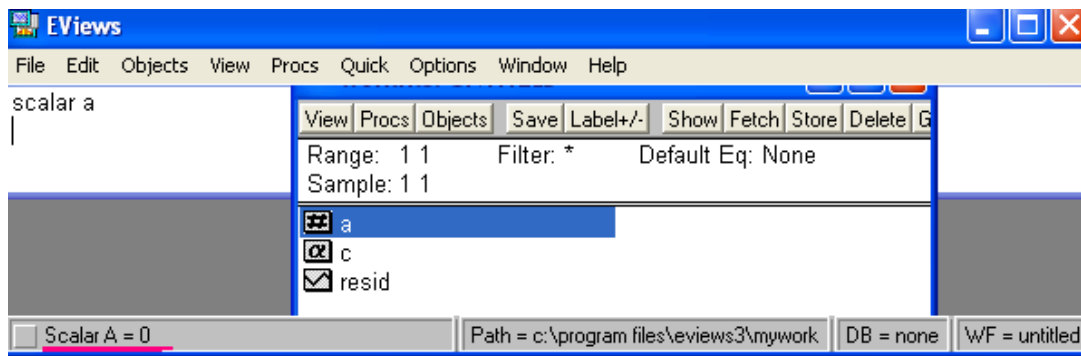 EViews
File Edit Objects View Procs Quick Options Window Help
scalar a
View Procs Objects Save Label+/- Show Fetch Store Delete G
Range: 1 1 Filter: * Default Eq: None
Sample: 1 1
a
c
resid
Scalar A = 0 Path = c:\program files\eviews3\mywork DB = none WF = untitled